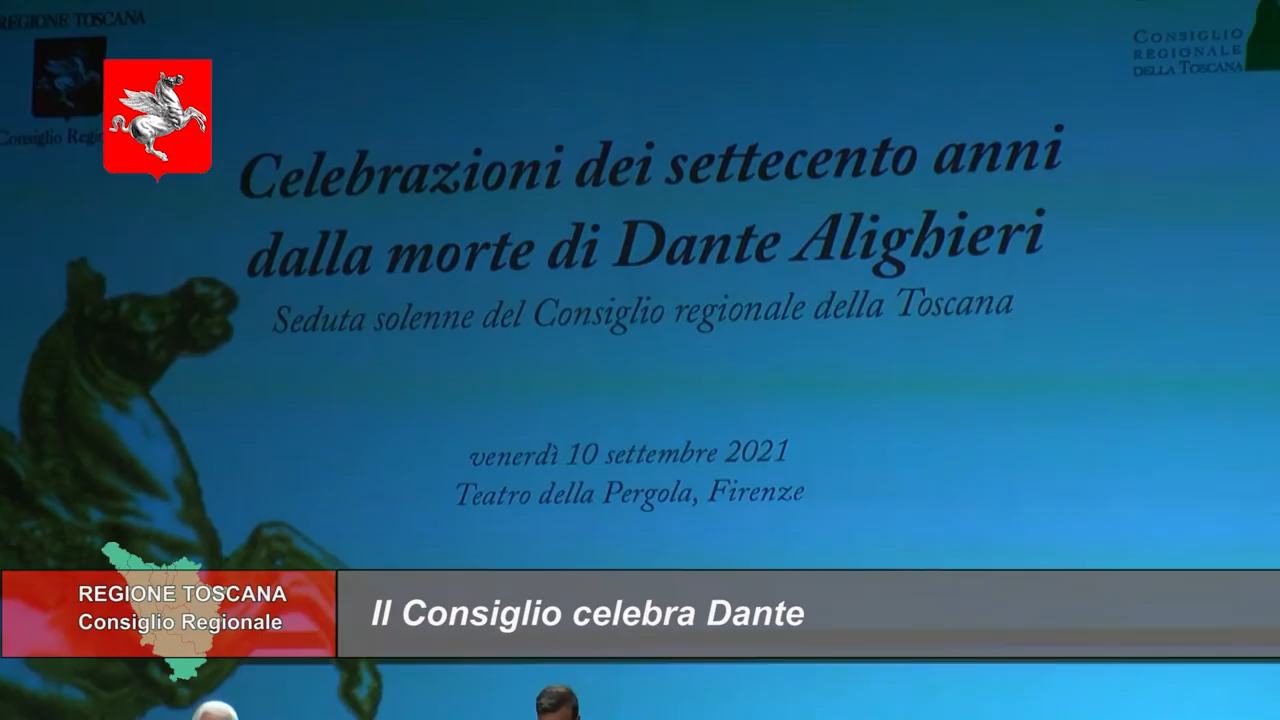 REGIONE TOSCANA
CONSIGLIO
REGIONALE
DELLA TOSCANA
Consiglio
Celebrazioni dei settecento anni
dalla morte di Dante Alighieri
Seduta solenne del Consiglio regionale della Toscana
venerdì 10 settembre 2021
Teatro della Pergola, Firenze
REGIONE TOSCANA
Consiglio Regionale
Il Consiglio celebra Dante